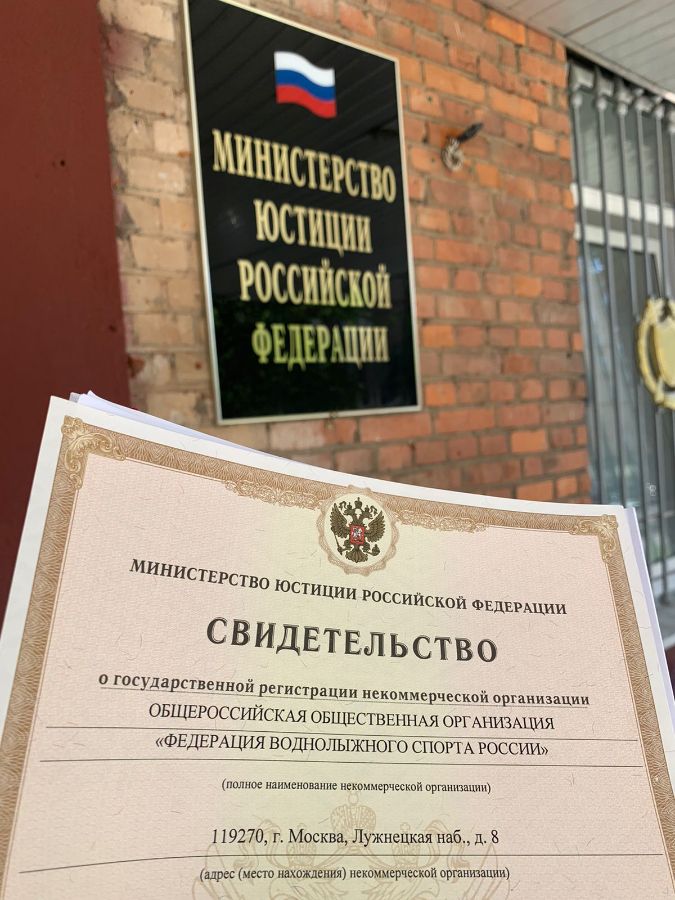 МИНИСТЕРСТВО
ЮСТИЦИИ
РОССИЙСКОЙ
ФЕДЕРАЦИИ
МИНИСТЕРСТВО ЮСТИЦИИ РОССИЙСКОЙ ФЕДЕРАЦИИ
СВИДЕТЕЛЬСТВО
о государственной регистрации некоммерческой организации
ОБЩЕРОССИЙСКАЯ ОБЩЕСТВЕННАЯ ОРГАНИЗАЦИЯ
«ФЕДЕРАЦИЯ ВОДНОЛЫЖНОГО СПОРТА РОССИИ»
(полное наименование некоммерческой организации)
119270, г. Москва, Лужнецкая наб., д. 8
(адрес (место нахождения) некоммерческой организации)